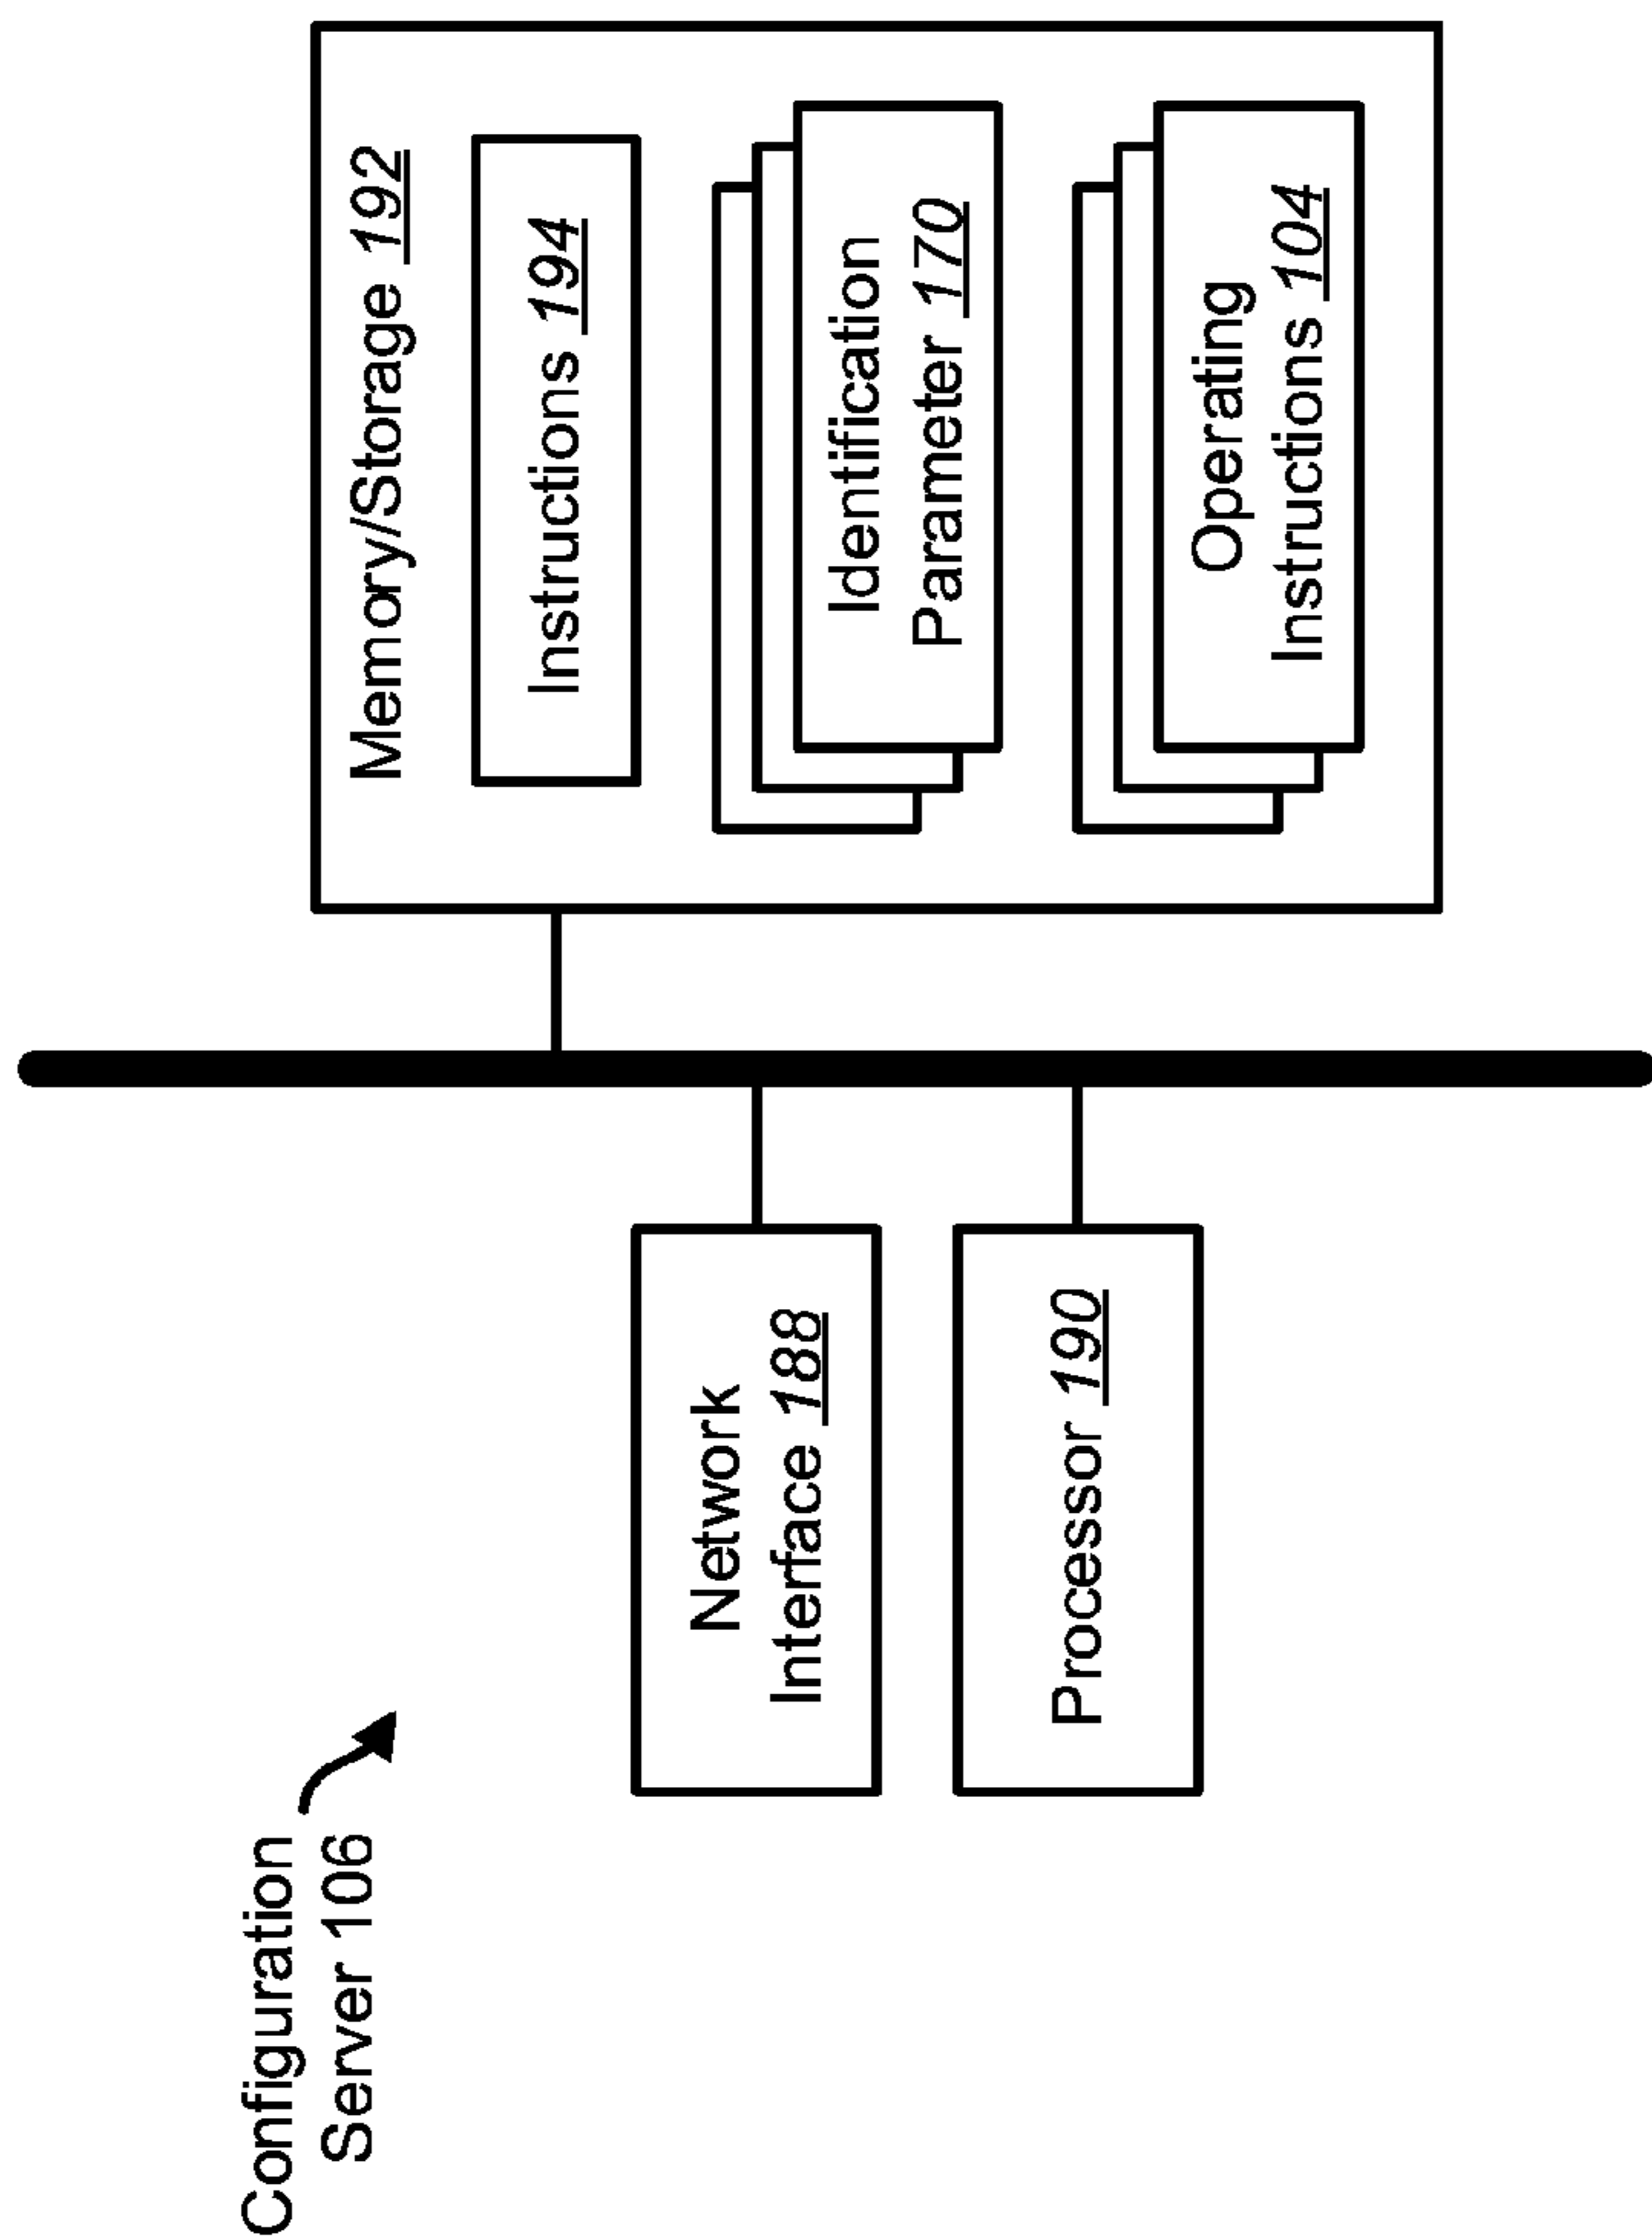 Configuration
Server 106
Network
Interface 188
Processor 190
Memory/Storage 192
Instructions 194
Identification
Parameter 170
Operating
Instructions 104